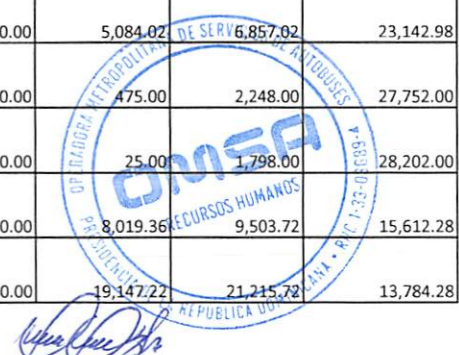 0.00 5,084.02 6,857.02 23,142.98
0.00 475.00 2,248.00 27,752.00
0.00 25.00 1,798.00 28,202.00
0.00 8,019.36 9,503.72 15,612.28
0.00 19,147.22 21,215.72 13,784.28
OPERADORA METROPOLITANA DE SERVICIOS DE AUTOBUSES
OMSA
RECURSOS HUMANOS
PRESIDENCIA REPUBLICA DOMINICANA • RNC 1-33-03689-4